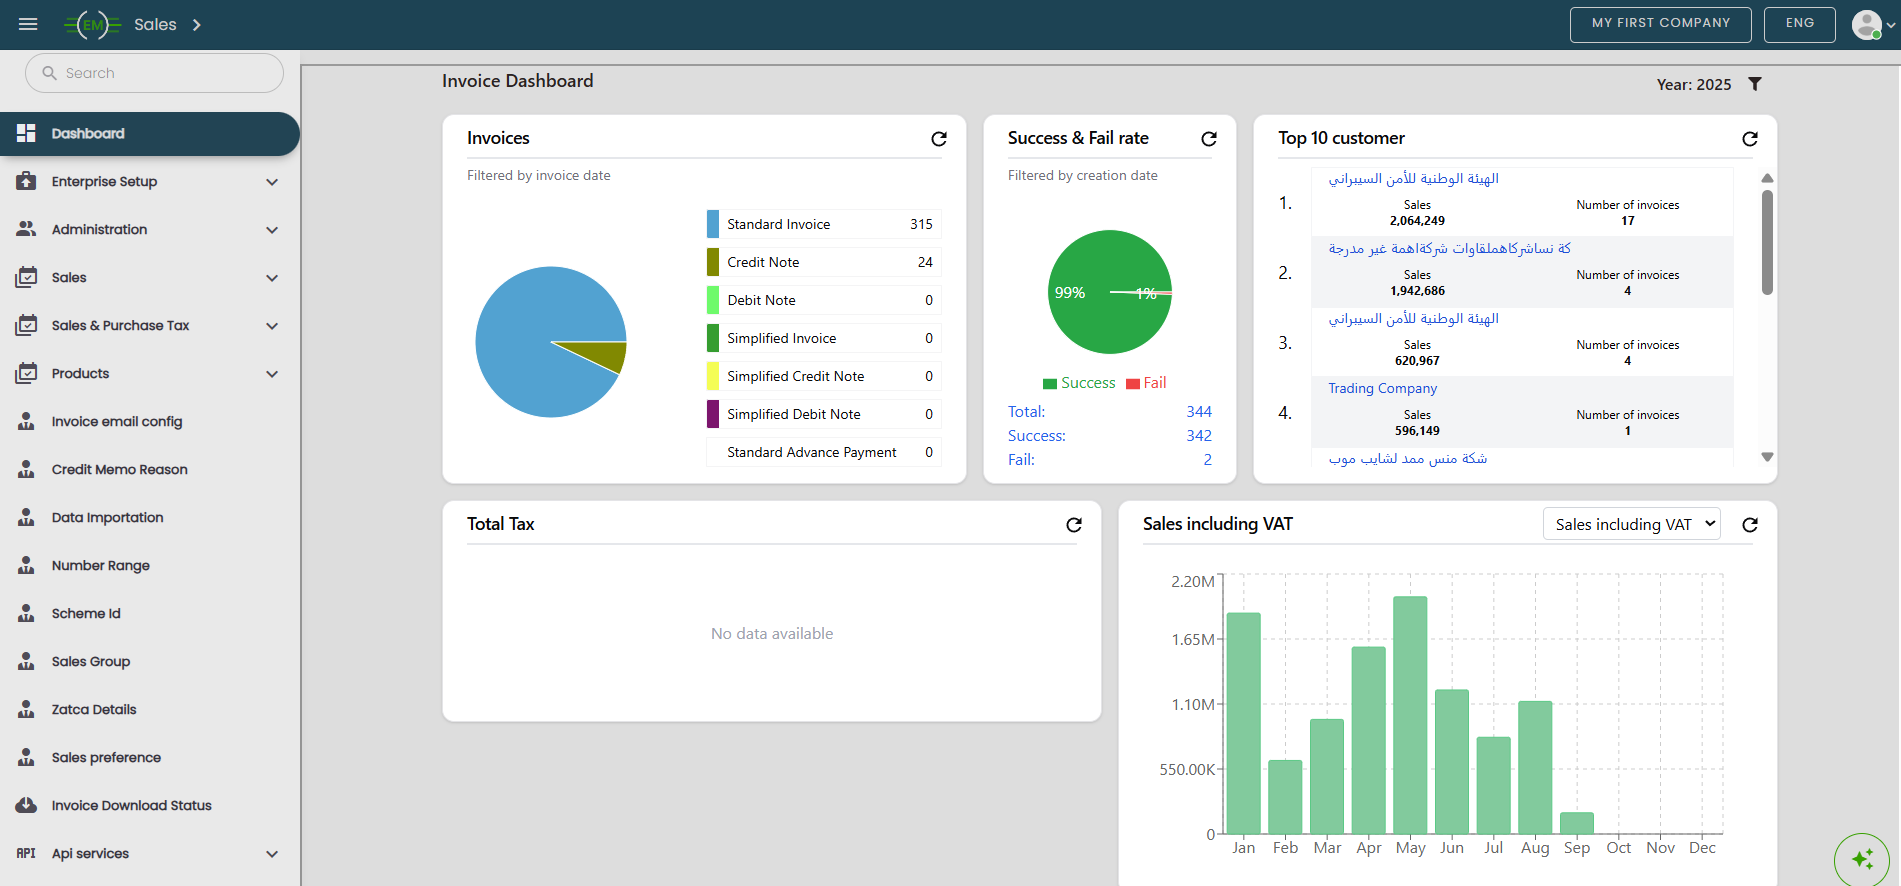 EM
Sales
MY FIRST COMPANY
ENG
Search
Dashboard
Enterprise Setup
Administration
Sales
Sales & Purchase Tax
Products
Invoice email config
Credit Memo Reason
Data Importation
Number Range
Scheme Id
Sales Group
Zatca Details
Sales preference
Invoice Download Status
API Api services
Invoice Dashboard
Year: 2025
Invoices
Filtered by invoice date
Standard Invoice 315
Credit Note 24
Debit Note 0
Simplified Invoice 0
Simplified Credit Note 0
Simplified Debit Note 0
Standard Advance Payment 0
Success & Fail rate
Filtered by creation date
99% 1%
Success Fail
Total: 344
Success: 342
Fail: 2
Top 10 customer
1.
الهيئة الوطنية للأمن السيبراني
Sales Number of invoices
2,064,249 17
2.
كة نساشركاهملقاوات شركةاهمة غير مدرجة
Sales Number of invoices
1,942,686 4
3.
الهيئة الوطنية للأمن السيبراني
Sales Number of invoices
620,967 4
4.
Trading Company
Sales Number of invoices
596,149 1
شكة منس ممد لشايب موب
Total Tax
No data available
Sales including VAT
Sales including VAT
2.20M
1.65M
1.10M
550.00K
0
Jan Feb Mar Apr May Jun Jul Aug Sep Oct Nov Dec